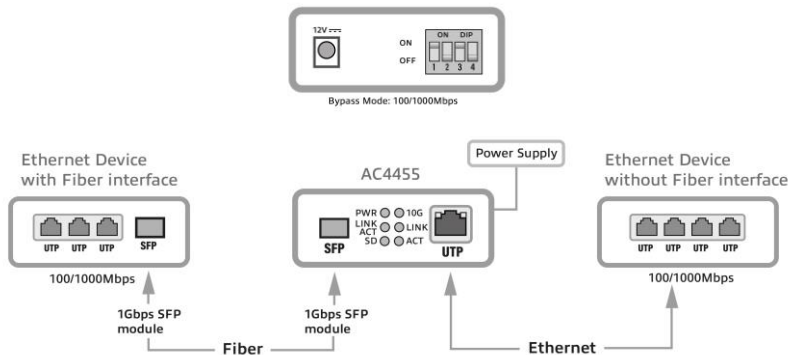 12V
ON DIP
ON
OFF
1 2 3 4
Bypass Mode: 100/1000Mbps
Ethernet Device
with Fiber interface
AC4455
Power Supply
Ethernet Device
without Fiber interface
UTP UTP UTP SFP
100/1000Mbps
PWR 10G
LINK
ACT LINK
SD ACT
SFP
UTP
UTP UTP UTP UTP
100/1000Mbps
1Gbps SFP
module
1Gbps SFP
module
Fiber
Ethernet